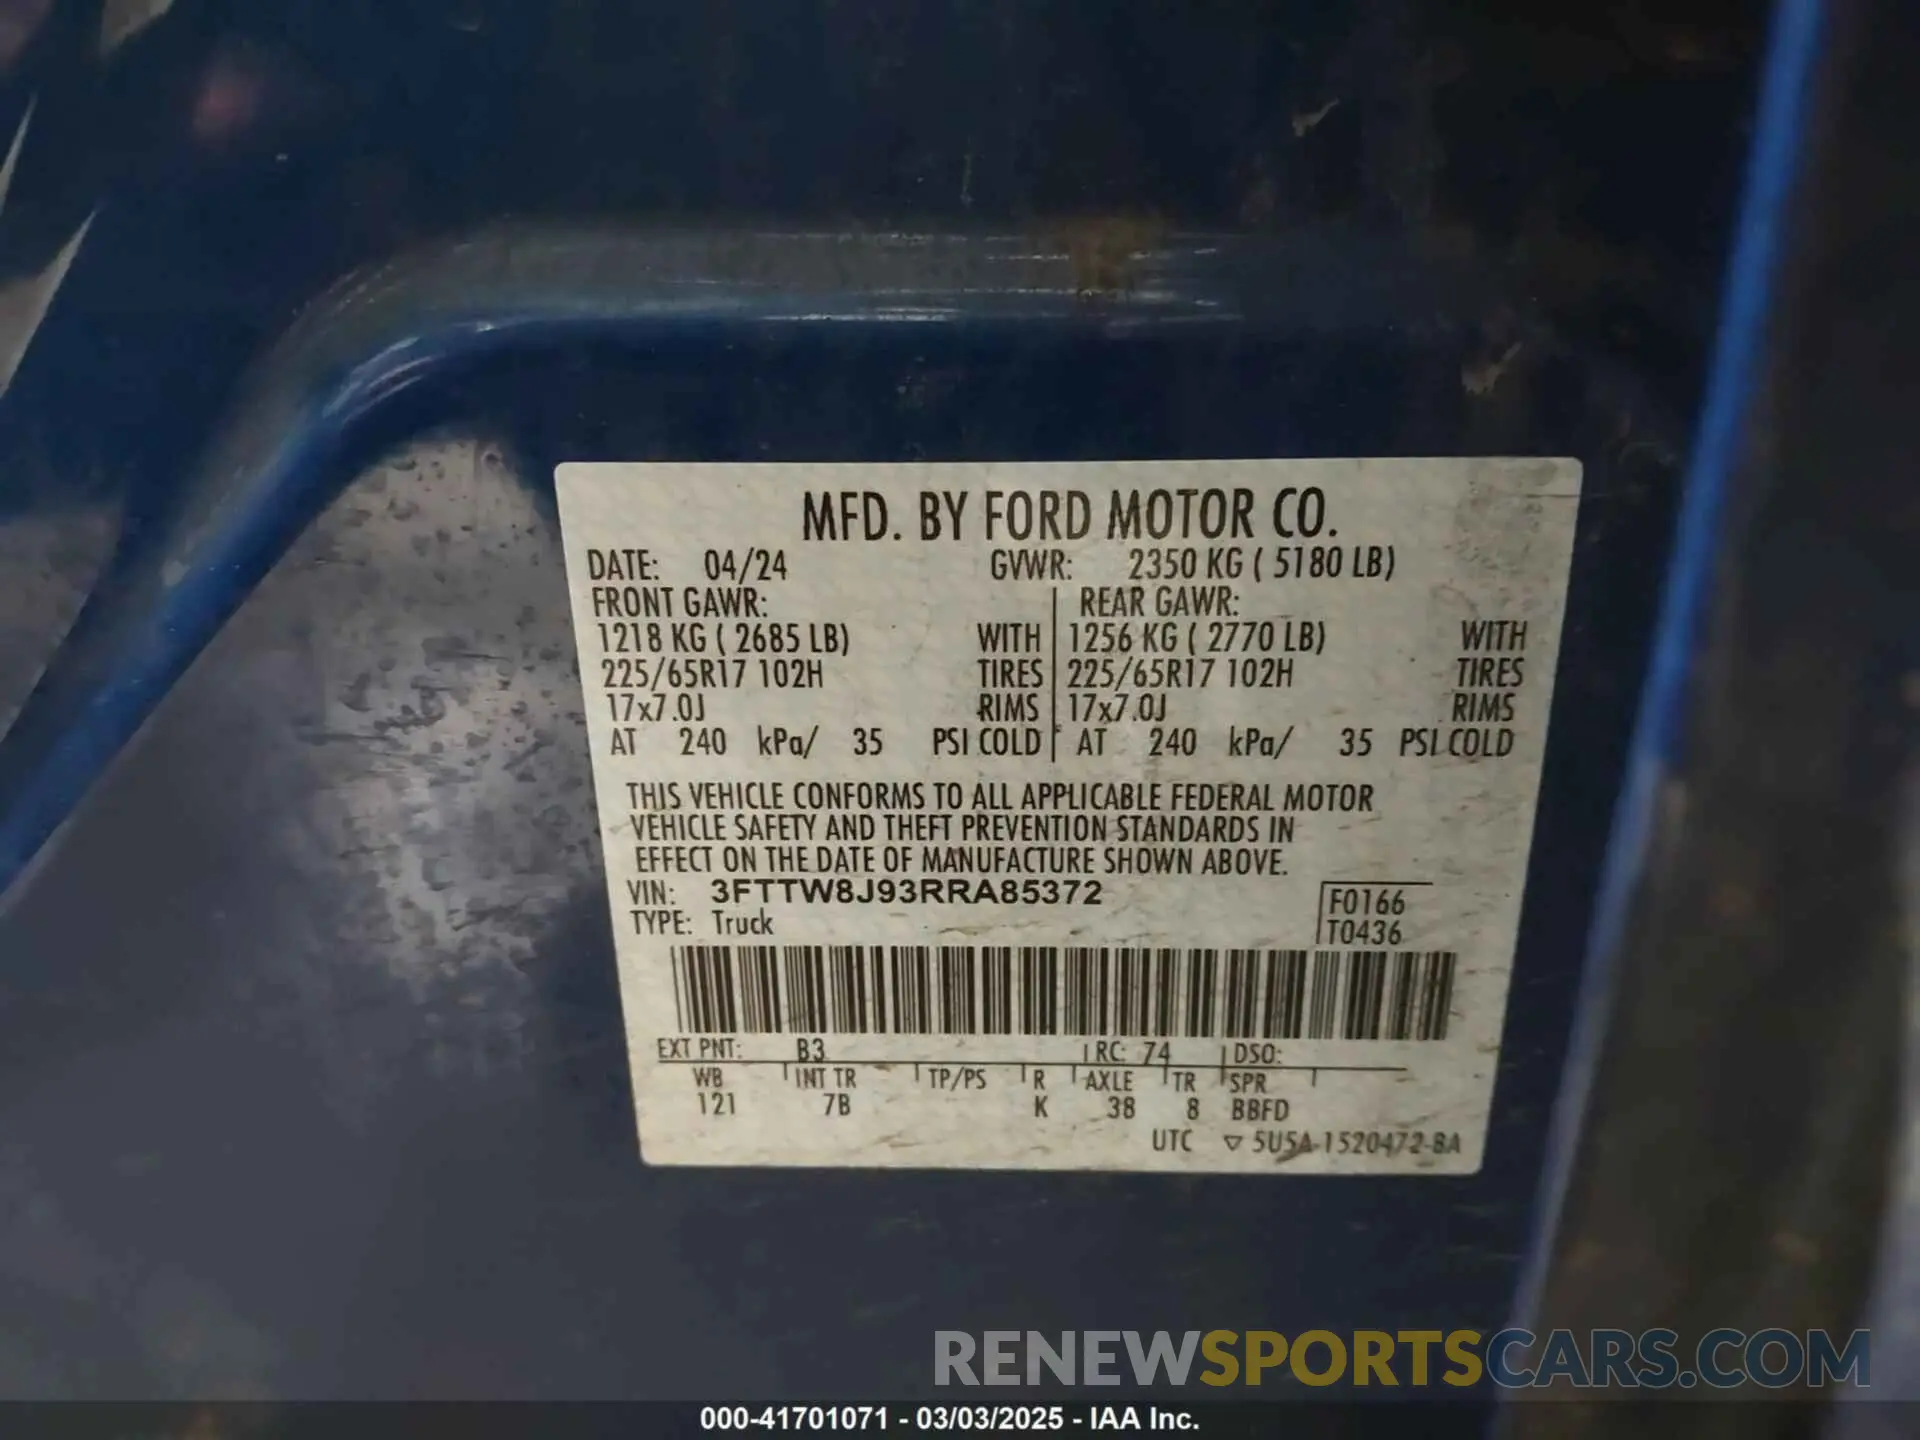 MFD. BY FORD MOTOR CO.
DATE: 04/24 GVWR: 2350 KG ( 5180 LB)
FRONT GAWR: REAR GAWR:
1218 KG ( 2685 LB) WITH 1256 KG ( 2770 LB) WITH
225/65R17 102H TIRES 225/65R17 102H TIRES
17x7.0J RIMS 17x7.0J RIMS
AT 240 kPa/ 35 PSI COLD AT 240 kPa/ 35 PSI COLD
THIS VEHICLE CONFORMS TO ALL APPLICABLE FEDERAL MOTOR
VEHICLE SAFETY AND THEFT PREVENTION STANDARDS IN
EFFECT ON THE DATE OF MANUFACTURE SHOWN ABOVE.
VIN: 3FTTW8J93RRA85372
F0166
TYPE: Truck
T0436
EXT PNT: B3 RC: 74 DSO:
WB INT TR TP/PS R AXLE TR SPR
121 7B K 38 8 BBFD
UTC ▽ 5U5A-1520472-BA
RENEWSPORTSCARS.COM
000-41701071 - 03/03/2025 - IAA Inc.